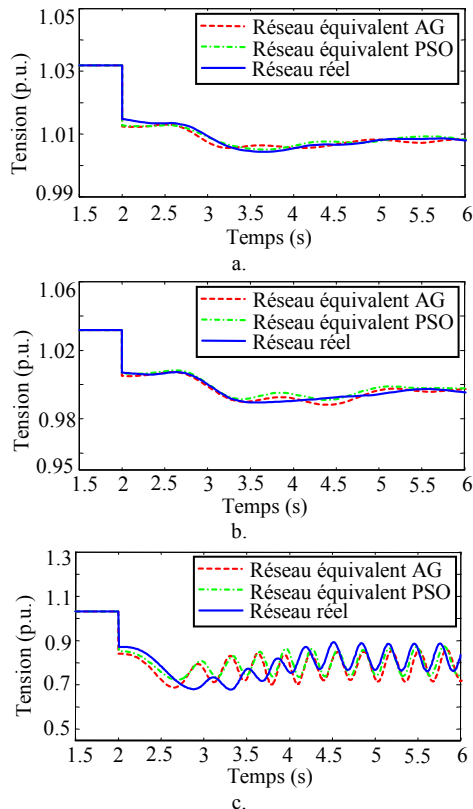 1.05
1.03
1.01
0.99
Tension (p.u.)
Réseau équivalent AG
Réseau équivalent PSO
Réseau réel
1.5 2 2.5 3 3.5 4 4.5 5 5.5 6
Temps (s)
a.
1.06
1.02
0.98
0.95
Tension (p.u.)
Réseau équivalent AG
Réseau équivalent PSO
Réseau réel
1.5 2 2.5 3 3.5 4 4.5 5 5.5 6
Temps (s)
b.
1.3
1.1
0.9
0.7
0.5
Tension (p.u.)
Réseau équivalent AG
Réseau équivalent PSO
Réseau réel
1.5 2 2.5 3 3.5 4 4.5 5 5.5 6
Temps (s)
c.